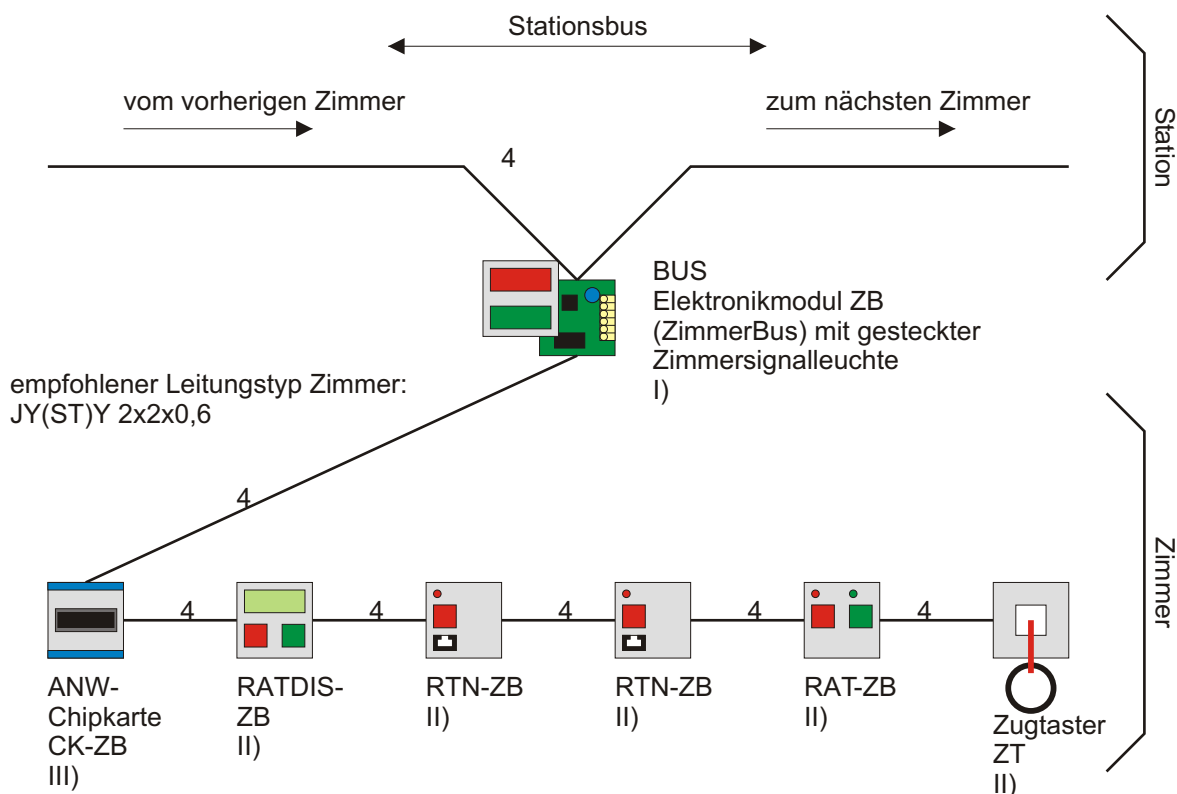 Stationsbus
vom vorherigen Zimmer
zum nächsten Zimmer
4
Station
BUS
Elektronikmodul ZB
(ZimmerBus) mit gesteckter
Zimmersignalleuchte
I)
empfohlener Leitungstyp Zimmer:
JY(ST)Y 2x2x0,6
4
Zimmer
4
4
4
4
4
ANW-
Chipkarte
CK-ZB
III)
RATDIS-
ZB
II)
RTN-ZB
II)
RTN-ZB
II)
RAT-ZB
II)
Zugtaster
ZT
II)